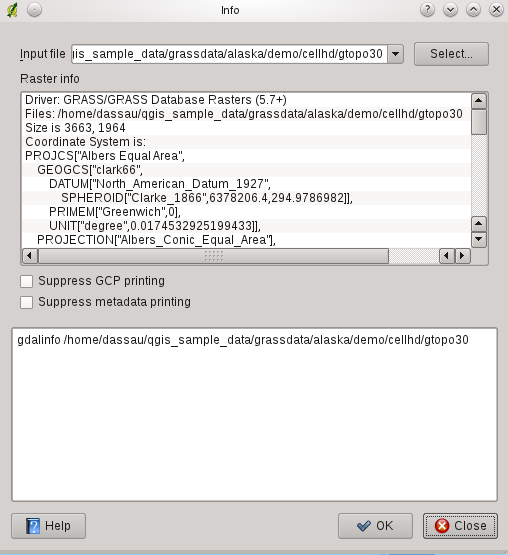 Info
Input file
gis_sample_data/grassdata/alaska/demo/cellhd/gtopo30
Select...
Raster info
Driver: GRASS/GRASS Database Rasters (5.7+)
Files: /home/dassau/qgis_sample_data/grassdata/alaska/demo/cellhd/gtopo30
Size is 3663, 1964
Coordinate System is:
PROJCS["Albers Equal Area",
GEOGCS["clark66",
DATUM["North_American_Datum_1927",
SPHEROID["Clarke_1866",6378206.4,294.9786982]],
PRIMEM["Greenwich",0],
UNIT["degree",0.0174532925199433]],
PROJECTION["Albers_Conic_Equal_Area"],
Suppress GCP printing
Suppress metadata printing
gdalinfo /home/dassau/qgis_sample_data/grassdata/alaska/demo/cellhd/gtopo30
Help
OK
Close